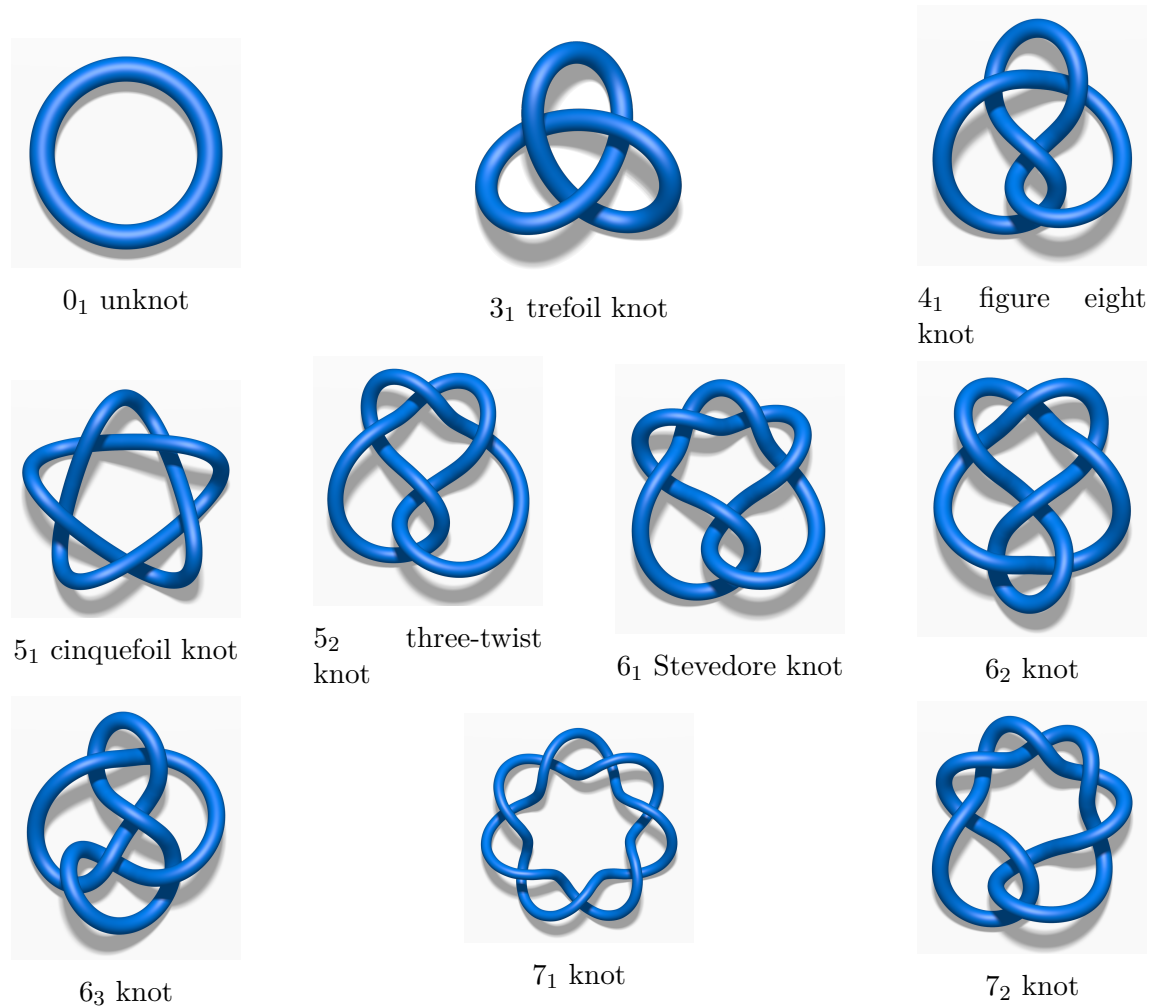 0₁ unknot
3₁ trefoil knot
4₁ figure eight
knot
5₁ cinquefoil knot
5₂ three-twist
knot
6₁ Stevedore knot
6₂ knot
6₃ knot
7₁ knot
7₂ knot